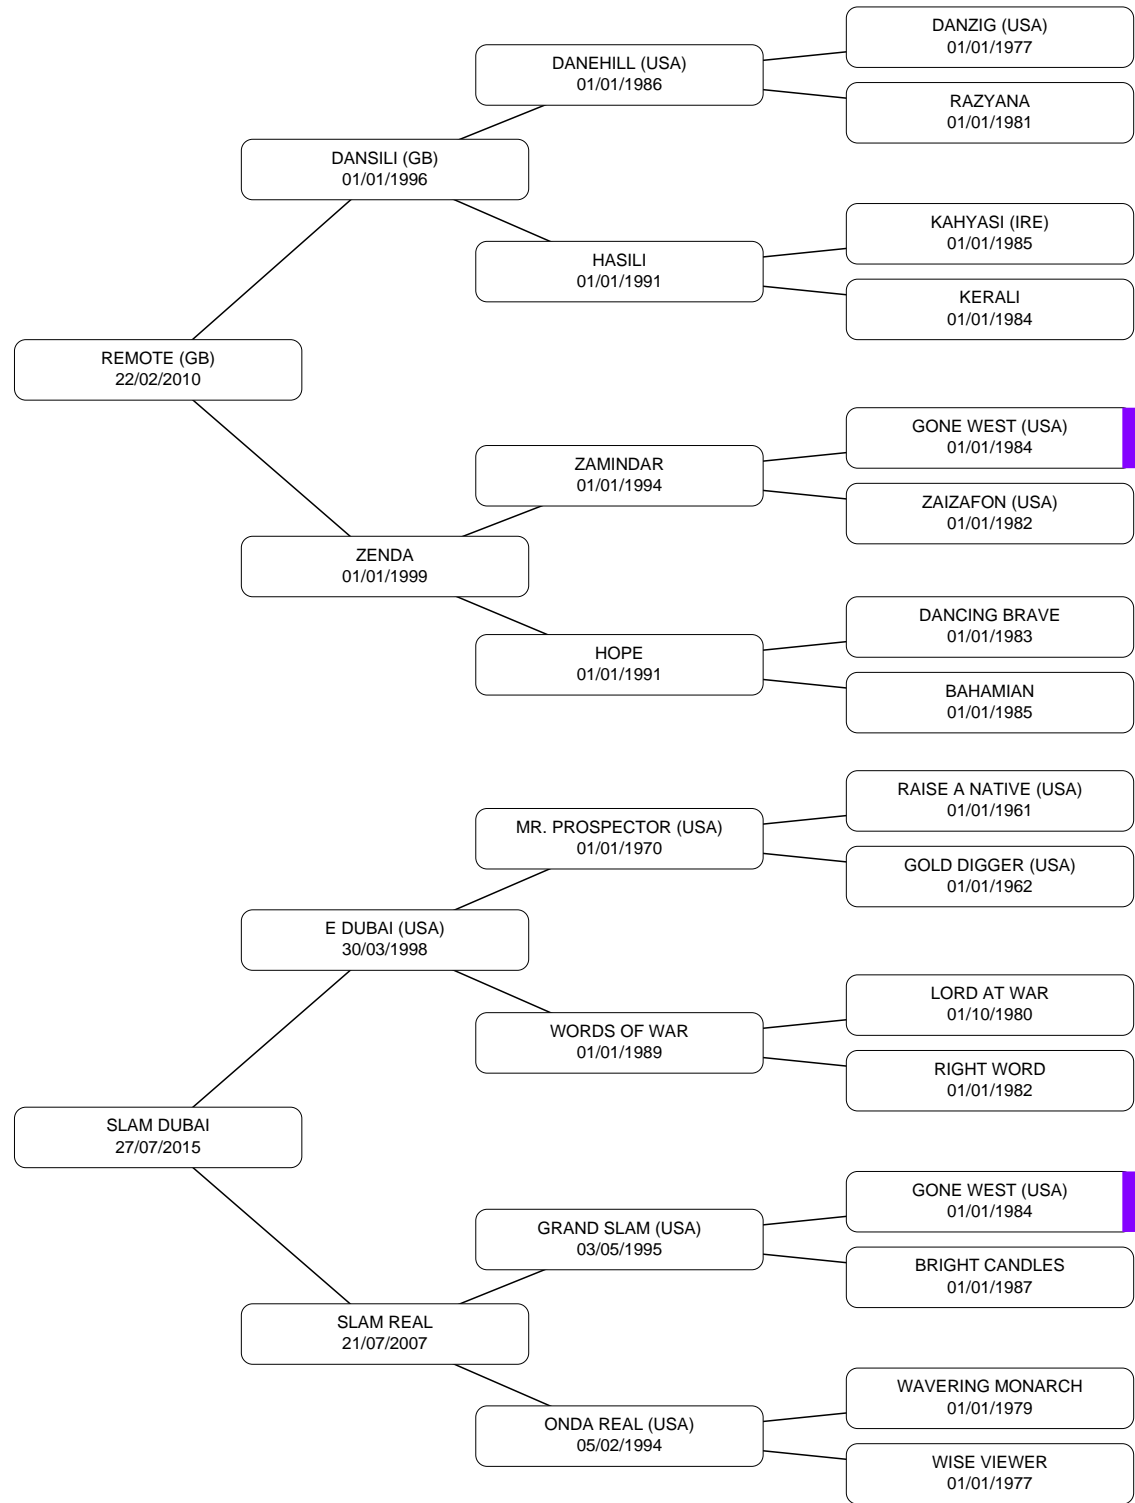 DANZIG (USA)
01/01/1977
DANEHILL (USA)
01/01/1986
RAZYANA
01/01/1981
DANSILI (GB)
01/01/1996
KAHYASI (IRE)
01/01/1985
HASILI
01/01/1991
KERALI
01/01/1984
REMOTE (GB)
22/02/2010
GONE WEST (USA)
01/01/1984
ZAMINDAR
01/01/1994
ZAIZAFON (USA)
01/01/1982
ZENDA
01/01/1999
DANCING BRAVE
01/01/1983
HOPE
01/01/1991
BAHAMIAN
01/01/1985
RAISE A NATIVE (USA)
01/01/1961
MR. PROSPECTOR (USA)
01/01/1970
GOLD DIGGER (USA)
01/01/1962
E DUBAI (USA)
30/03/1998
LORD AT WAR
01/10/1980
WORDS OF WAR
01/01/1989
RIGHT WORD
01/01/1982
SLAM DUBAI
27/07/2015
GONE WEST (USA)
01/01/1984
GRAND SLAM (USA)
03/05/1995
BRIGHT CANDLES
01/01/1987
SLAM REAL
21/07/2007
WAVERING MONARCH
01/01/1979
ONDA REAL (USA)
05/02/1994
WISE VIEWER
01/01/1977